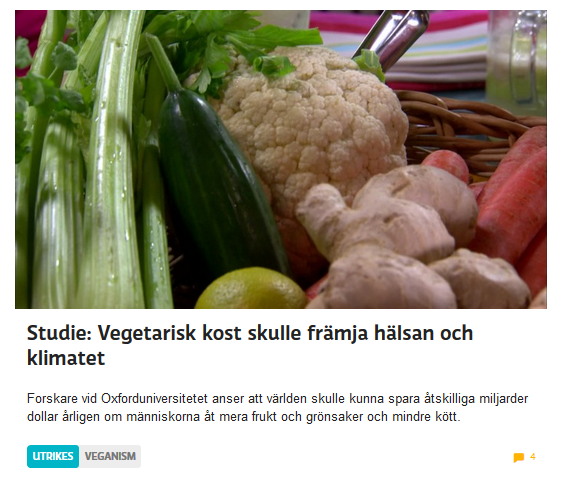 Studie: Vegetarisk kost skulle främja hälsan och
klimatet
Forskare vid Oxforduniversitetet anser att världen skulle kunna spara åtskilliga miljarder
dollar årligen om människorna åt mera frukt och grönsaker och mindre kött.
UTRIKES VEGANISM 4